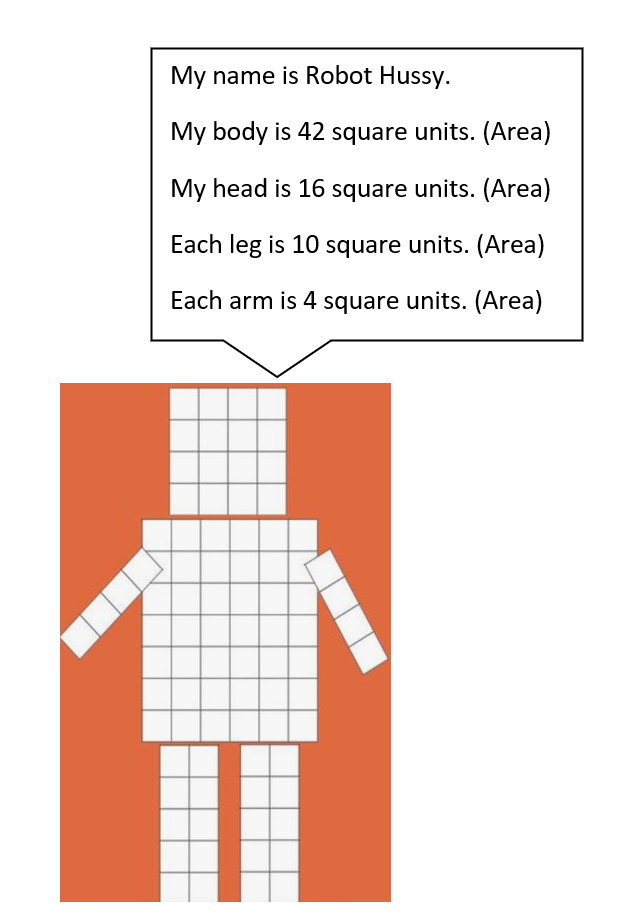 My name is Robot Hussy.
My body is 42 square units. (Area)
My head is 16 square units. (Area)
Each leg is 10 square units. (Area)
Each arm is 4 square units. (Area)